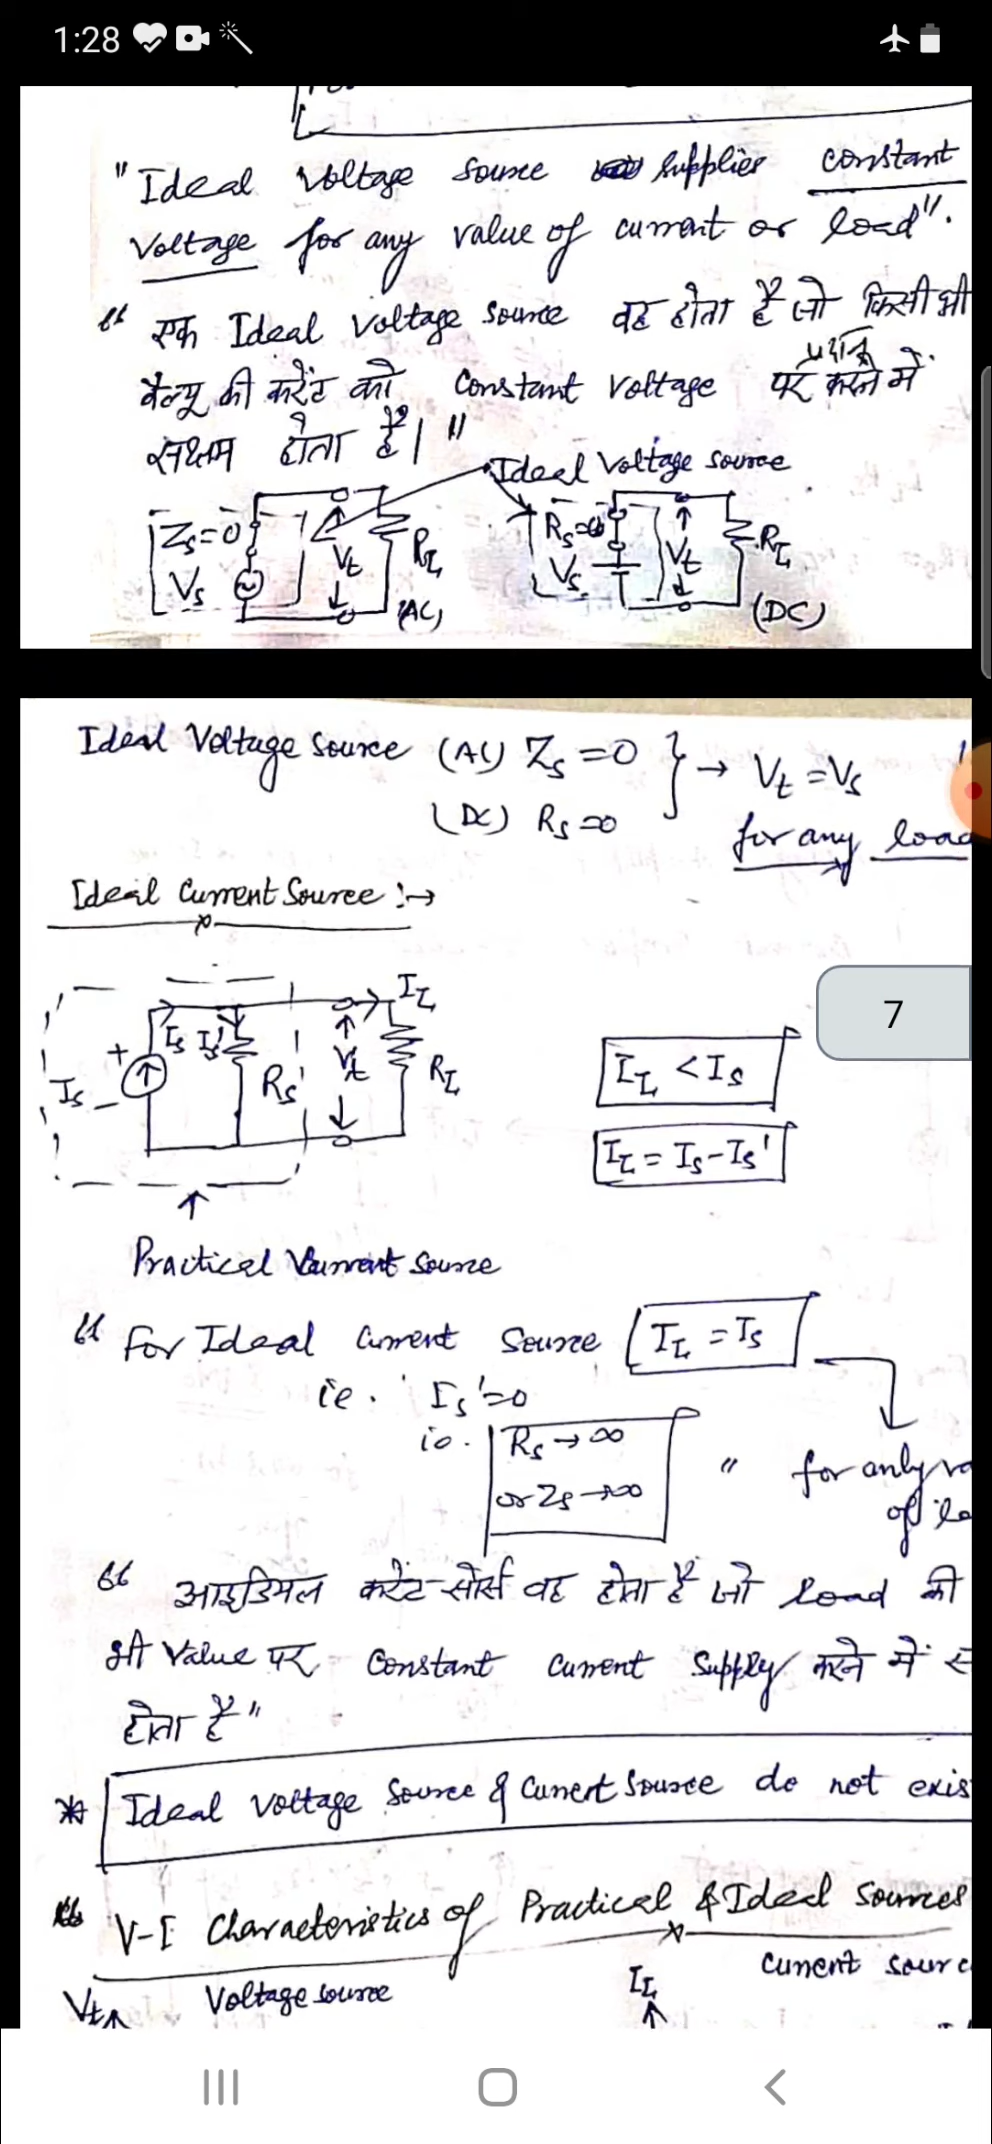 1:28
"Ideal Voltage Source supplies constant
Voltage for any value of current or load".
"एक Ideal Voltage Source वह होता है जो किसी भी
वैल्यू की करेंट को Constant Voltage पर करने में
सक्षम होता है।"
Ideal Voltage source
Zs=0
Vs
Vt
RL
(AC)
Rs=0
Vs
Vt
RL
(DC)
Ideal Voltage Source (AC) Zs=0 } → Vt=Vs
(DC) Rs=0
for any load
Ideal Current Source :→
Is
+
-
Is
Is'
Rs'
Vt
IL
RL
IL < Is
IL = Is-Is'
7
Practical Current Source
"For Ideal Current Source IL = Is
ie. Is'=0
ie. Rs→∞
or Zs→∞
" for any
of
"आइडियल करेंट-सोर्स वह होता है जो load की
भी Value पर Constant Current Supply करने में
होता है"
* Ideal Voltage Source & Current Source do not exis
V-I Characteristics of Practical & Ideal Sources
Voltage source
Current sourc
Vt
IL